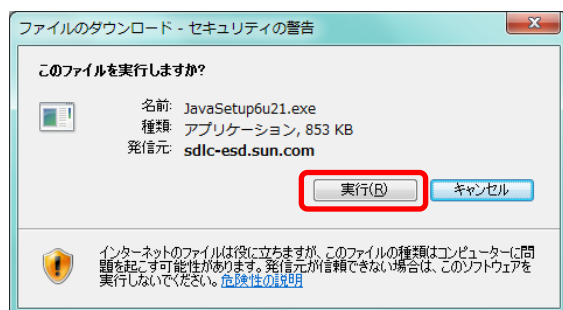 ファイルのダウンロード - セキュリティの警告
このファイルを実行しますか?
名前: JavaSetup6u21.exe
種類: アプリケーション, 853 KB
発信元: sdlc-esd.sun.com
実行(R) キャンセル
インターネットのファイルは役に立ちますが、このファイルの種類はコンピューターに問
題を起こす可能性があります。発信元が信頼できない場合は、このソフトウェアを
実行しないでください。危険性の説明